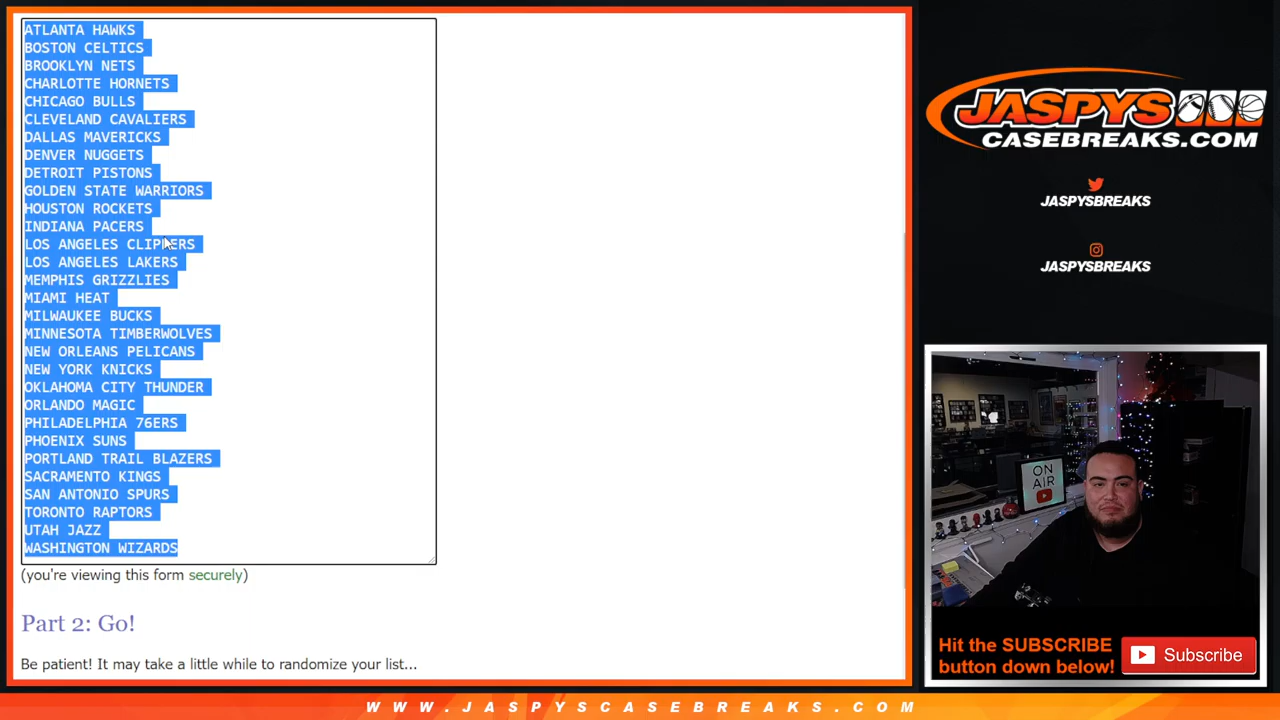 ATLANTA HAWKS
BOSTON CELTICS
BROOKLYN NETS
CHARLOTTE HORNETS
CHICAGO BULLS
CLEVELAND CAVALIERS
DALLAS MAVERICKS
DENVER NUGGETS
DETROIT PISTONS
GOLDEN STATE WARRIORS
HOUSTON ROCKETS
INDIANA PACERS
LOS ANGELES CLIPPERS
LOS ANGELES LAKERS
MEMPHIS GRIZZLIES
MIAMI HEAT
MILWAUKEE BUCKS
MINNESOTA TIMBERWOLVES
NEW ORLEANS PELICANS
NEW YORK KNICKS
OKLAHOMA CITY THUNDER
ORLANDO MAGIC
PHILADELPHIA 76ERS
PHOENIX SUNS
PORTLAND TRAIL BLAZERS
SACRAMENTO KINGS
SAN ANTONIO SPURS
TORONTO RAPTORS
UTAH JAZZ
WASHINGTON WIZARDS
(you're viewing this form securely)
Part 2: Go!
Be patient! It may take a little while to randomize your list...
JASPYS
CASEBREAKS.COM
JASPYSBREAKS
JASPYSBREAKS
ON
AIR
Hit the SUBSCRIBE
button down below!
Subscribe
WWW.JASPYSCASEBREAKS.COM